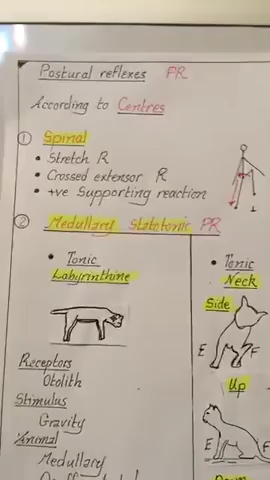 Postural reflexes PR
According to Centres
① Spinal
• Stretch R
• Crossed extensor R
• +ve Supporting reaction
② Medullary Statotonic PR
• Tonic
Labyrinthine
Receptors
Otolith
Stimulus
Gravity
Animal
Medullary
• Tonic
Neck
Side
E F
Up
E E